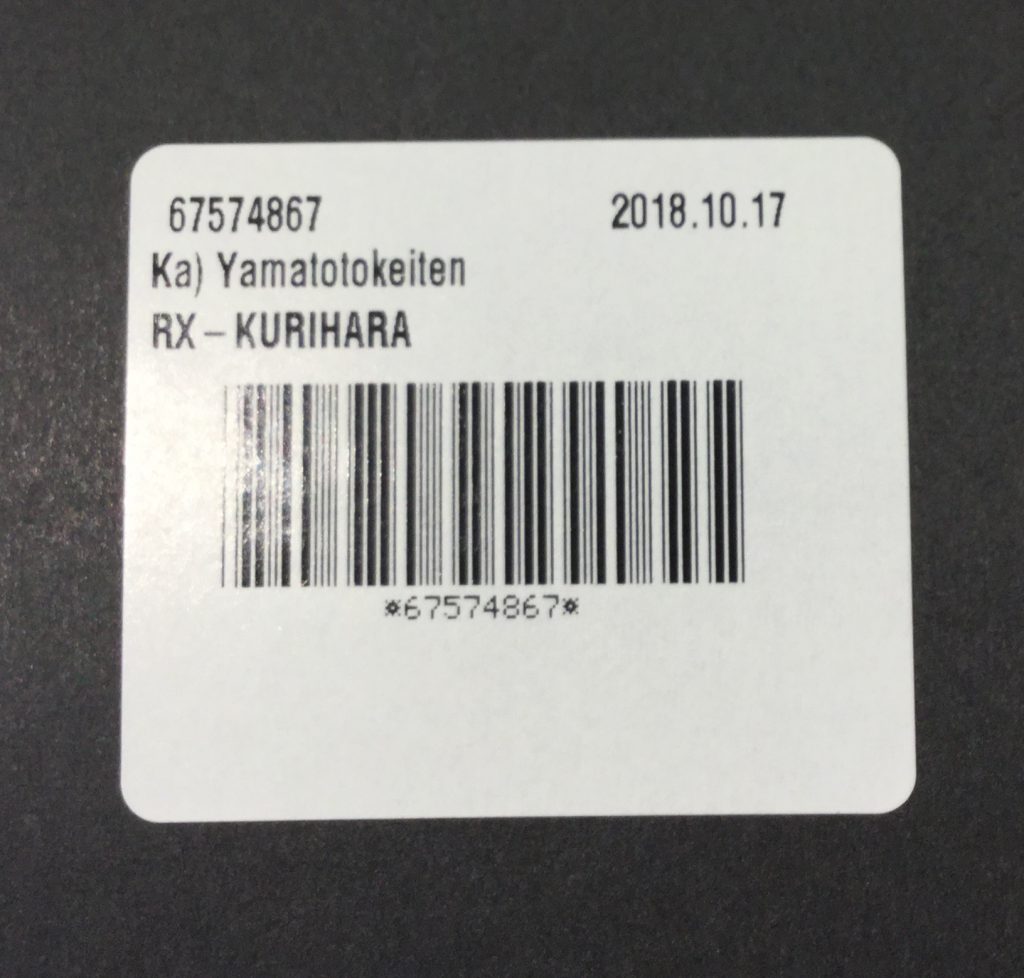 67574867 2018.10.17
Ka) Yamatotokeiten
RX – KURIHARA
*67574867*